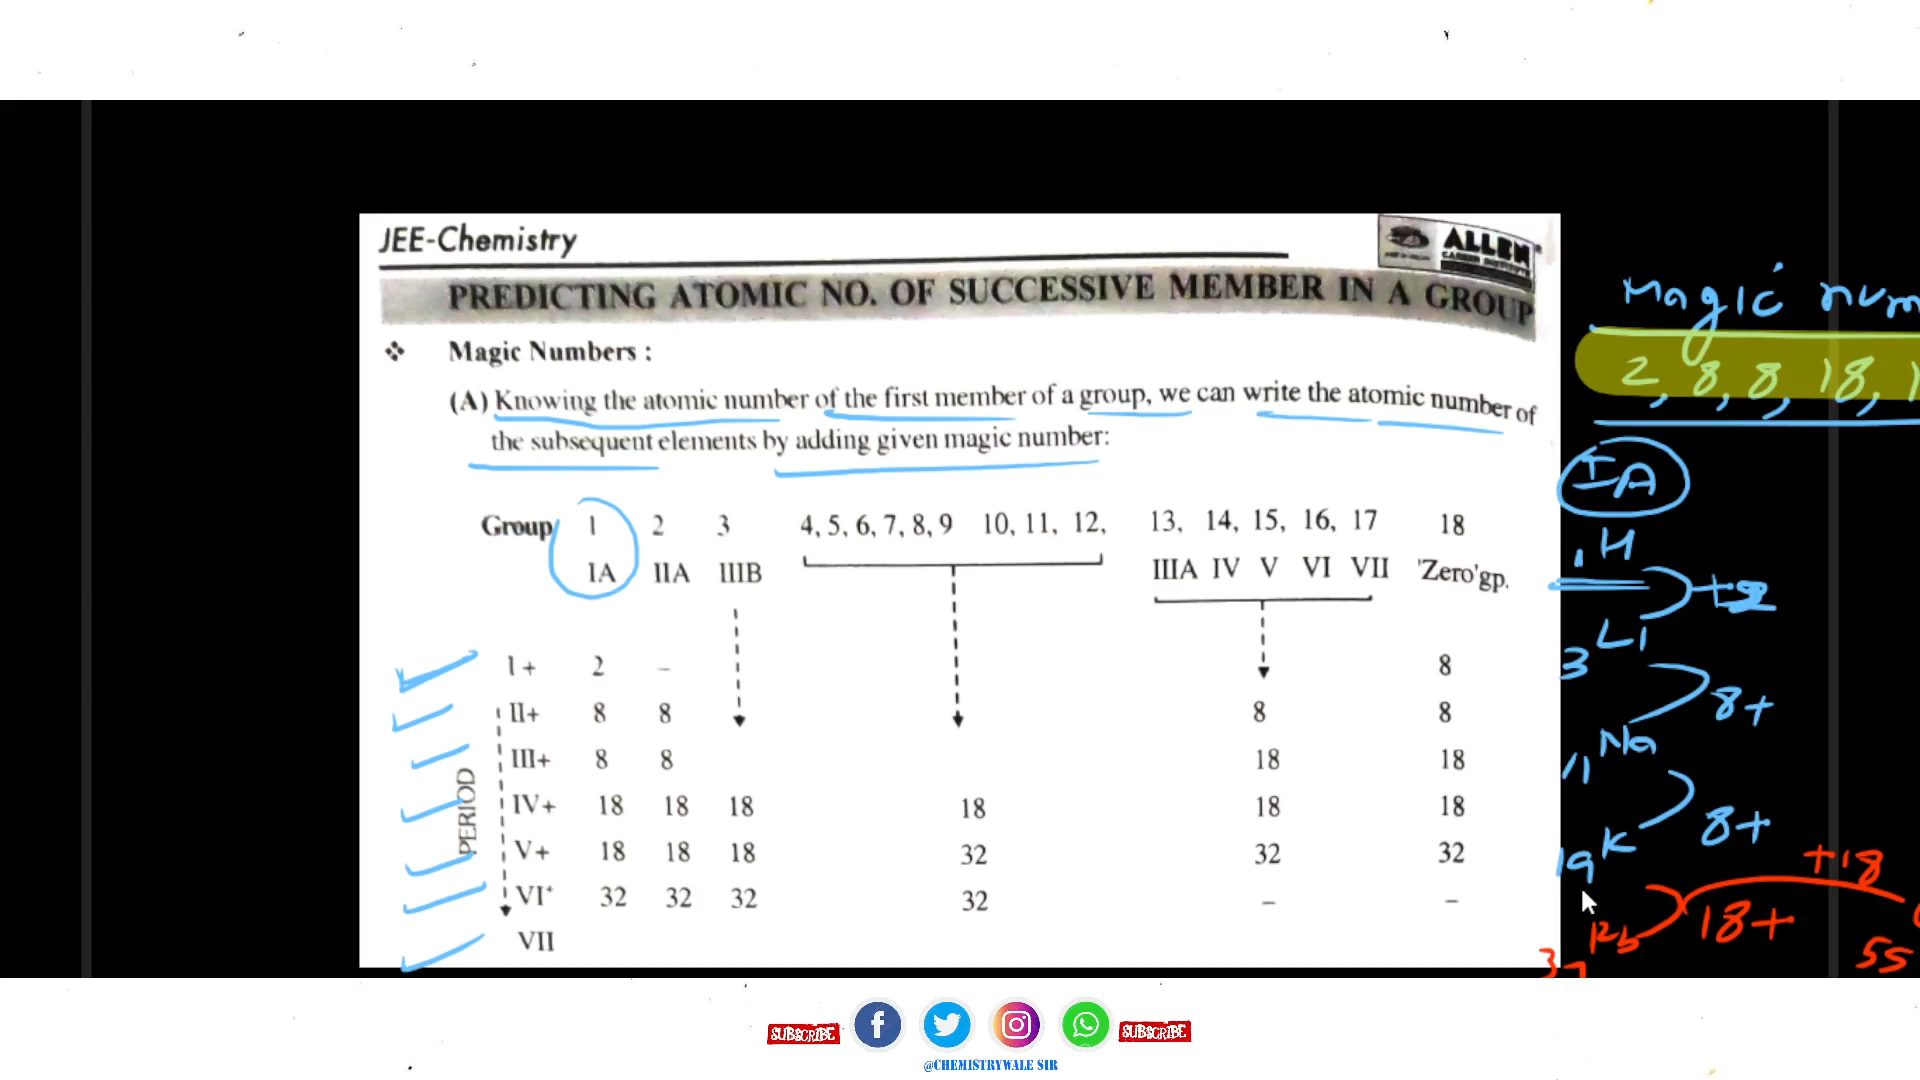 JEE-Chemistry
ALLEN
CAREER INSTITUTE
PREDICTING ATOMIC NO. OF SUCCESSIVE MEMBER IN A GROUP
❖ Magic Numbers :
(A) Knowing the atomic number of the first member of a group, we can write the atomic number of
the subsequent elements by adding given magic number:
Group 1 2 3 4, 5, 6, 7, 8, 9 10, 11, 12, 13, 14, 15, 16, 17 18
IA IIA IIIB IIIA IV V VI VII 'Zero'gp.
I+ 2 – 8
II+ 8 8 8 8
III+ 8 8 18 18
IV+ 18 18 18 18 18 18
V+ 18 18 18 32 32 32
VI+ 32 32 32 32 – –
VII
PERIOD
Magic num
2, 8, 8, 18, 1
IA
1H
+2
3Li
8+
11Na
8+
19K
+18
18+
37Rb
55
SUBSCRIBE
SUBSCRIBE
@CHEMISTRYWALE SIR